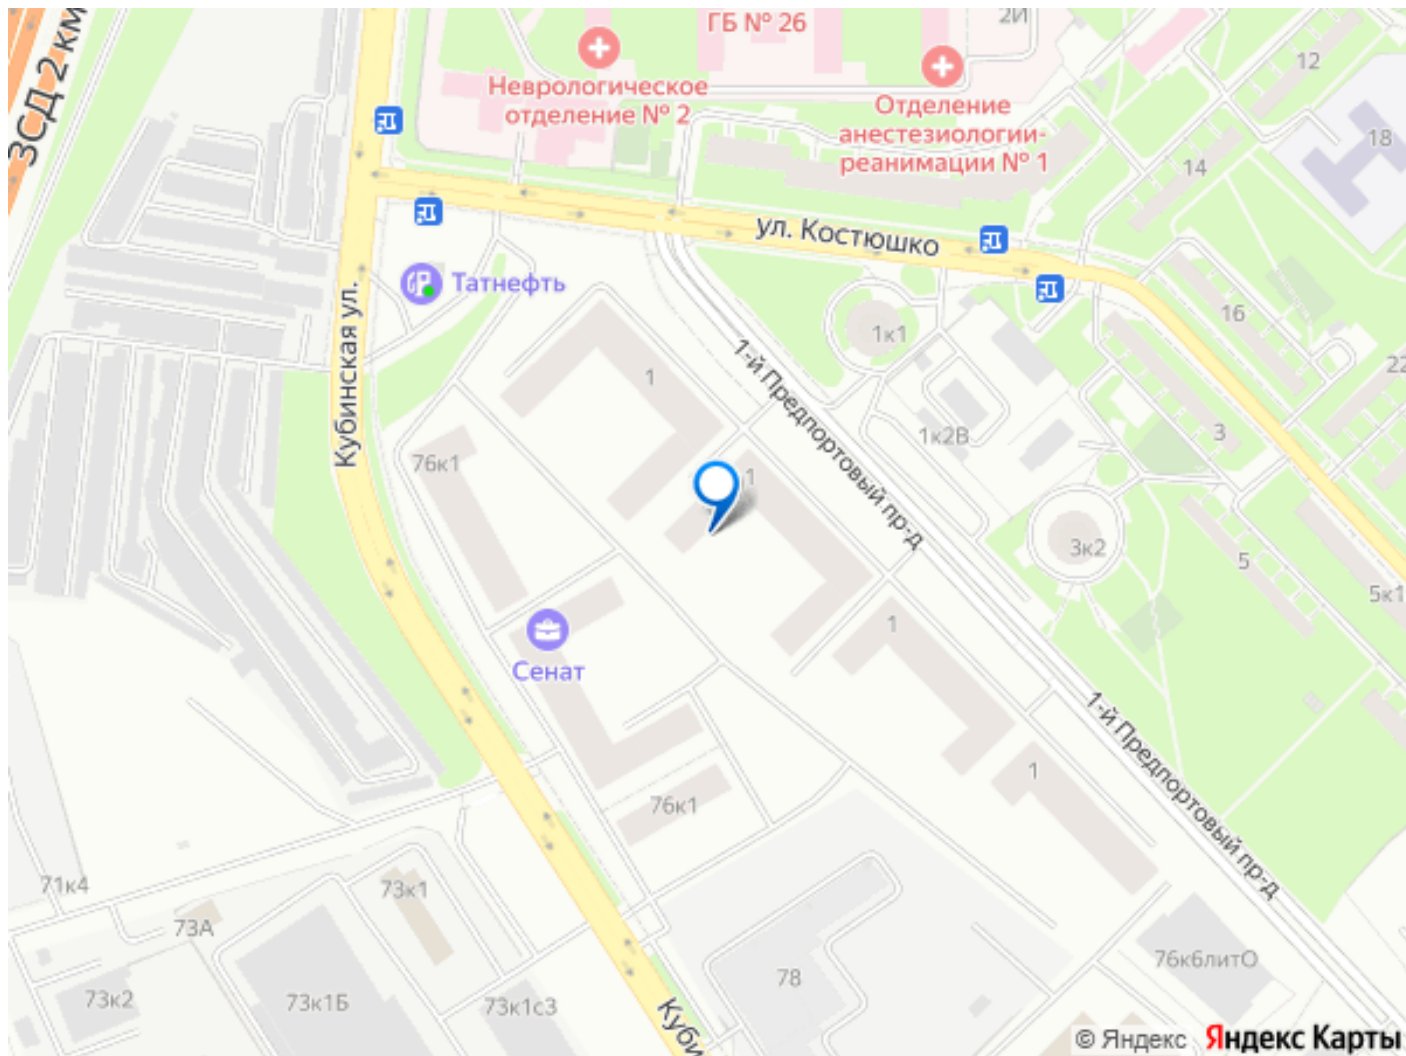 ГБ № 26
2И
ЗСД 2 км
Неврологическое
отделение № 2
Отделение
анестезиологии-
реанимации № 1
12
18
14
ул. Костюшко
Татнефть
Кубинская ул.
1-й Предпортовый пр-д
1к1
16
22
1
1к2В
3
76к1
1
3к2
5
5к1
1
Сенат
1-й Предпортовый пр-д
1
76к1
71к4
73к1
73А
76к6литО
78
73к2
73к1Б
73к1с3
Куби
© Яндекс Яндекс Карты